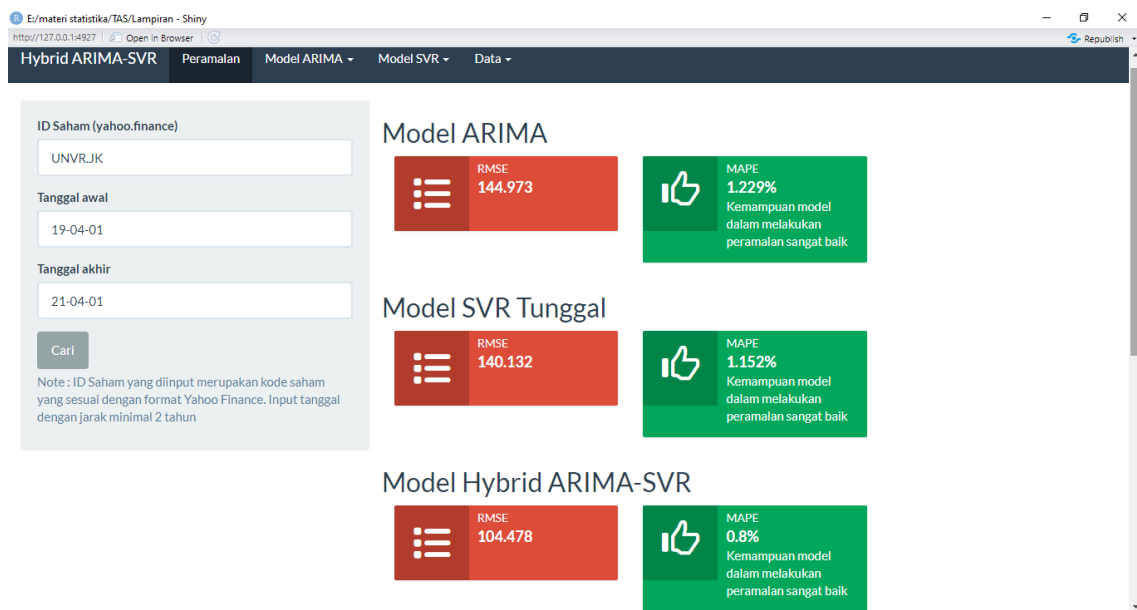 E:/materi statistika/TAS/Lampiran - Shiny
http://127.0.0.1:4927
Open in Browser
Republish
Hybrid ARIMA-SVR
Peramalan
Model ARIMA
Model SVR
Data
ID Saham (yahoo.finance)
UNVR.JK
Tanggal awal
19-04-01
Tanggal akhir
21-04-01
Cari
Note : ID Saham yang diinput merupakan kode saham
yang sesuai dengan format Yahoo Finance. Input tanggal
dengan jarak minimal 2 tahun
Model ARIMA
RMSE
144.973
MAPE
1.229%
Kemampuan model
dalam melakukan
peramalan sangat baik
Model SVR Tunggal
RMSE
140.132
MAPE
1.152%
Kemampuan model
dalam melakukan
peramalan sangat baik
Model Hybrid ARIMA-SVR
RMSE
104.478
MAPE
0.8%
Kemampuan model
dalam melakukan
peramalan sangat baik